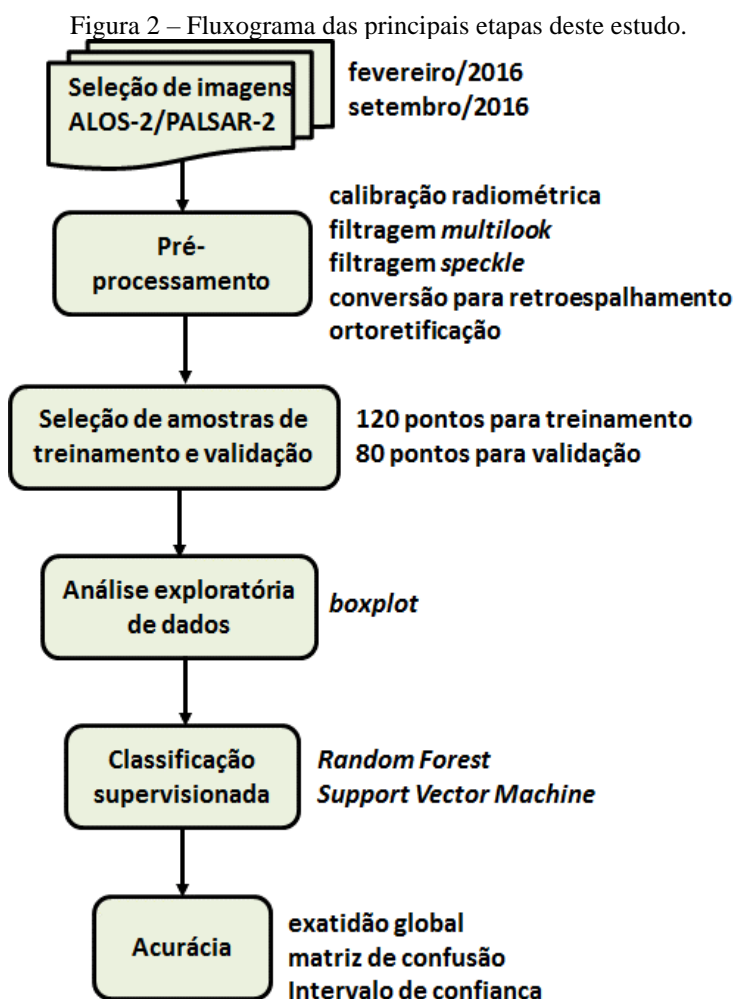 Figura 2 – Fluxograma das principais etapas deste estudo.
Seleção de imagens
ALOS-2/PALSAR-2
fevereiro/2016
setembro/2016
Pré-
processamento
calibração radiométrica
filtragem multilook
filtragem speckle
conversão para retroespalhamento
ortoretificação
Seleção de amostras de
treinamento e validação
120 pontos para treinamento
80 pontos para validação
Análise exploratória
de dados
boxplot
Classificação
supervisionada
Random Forest
Support Vector Machine
Acurácia
exatidão global
matriz de confusão
Intervalo de confiança